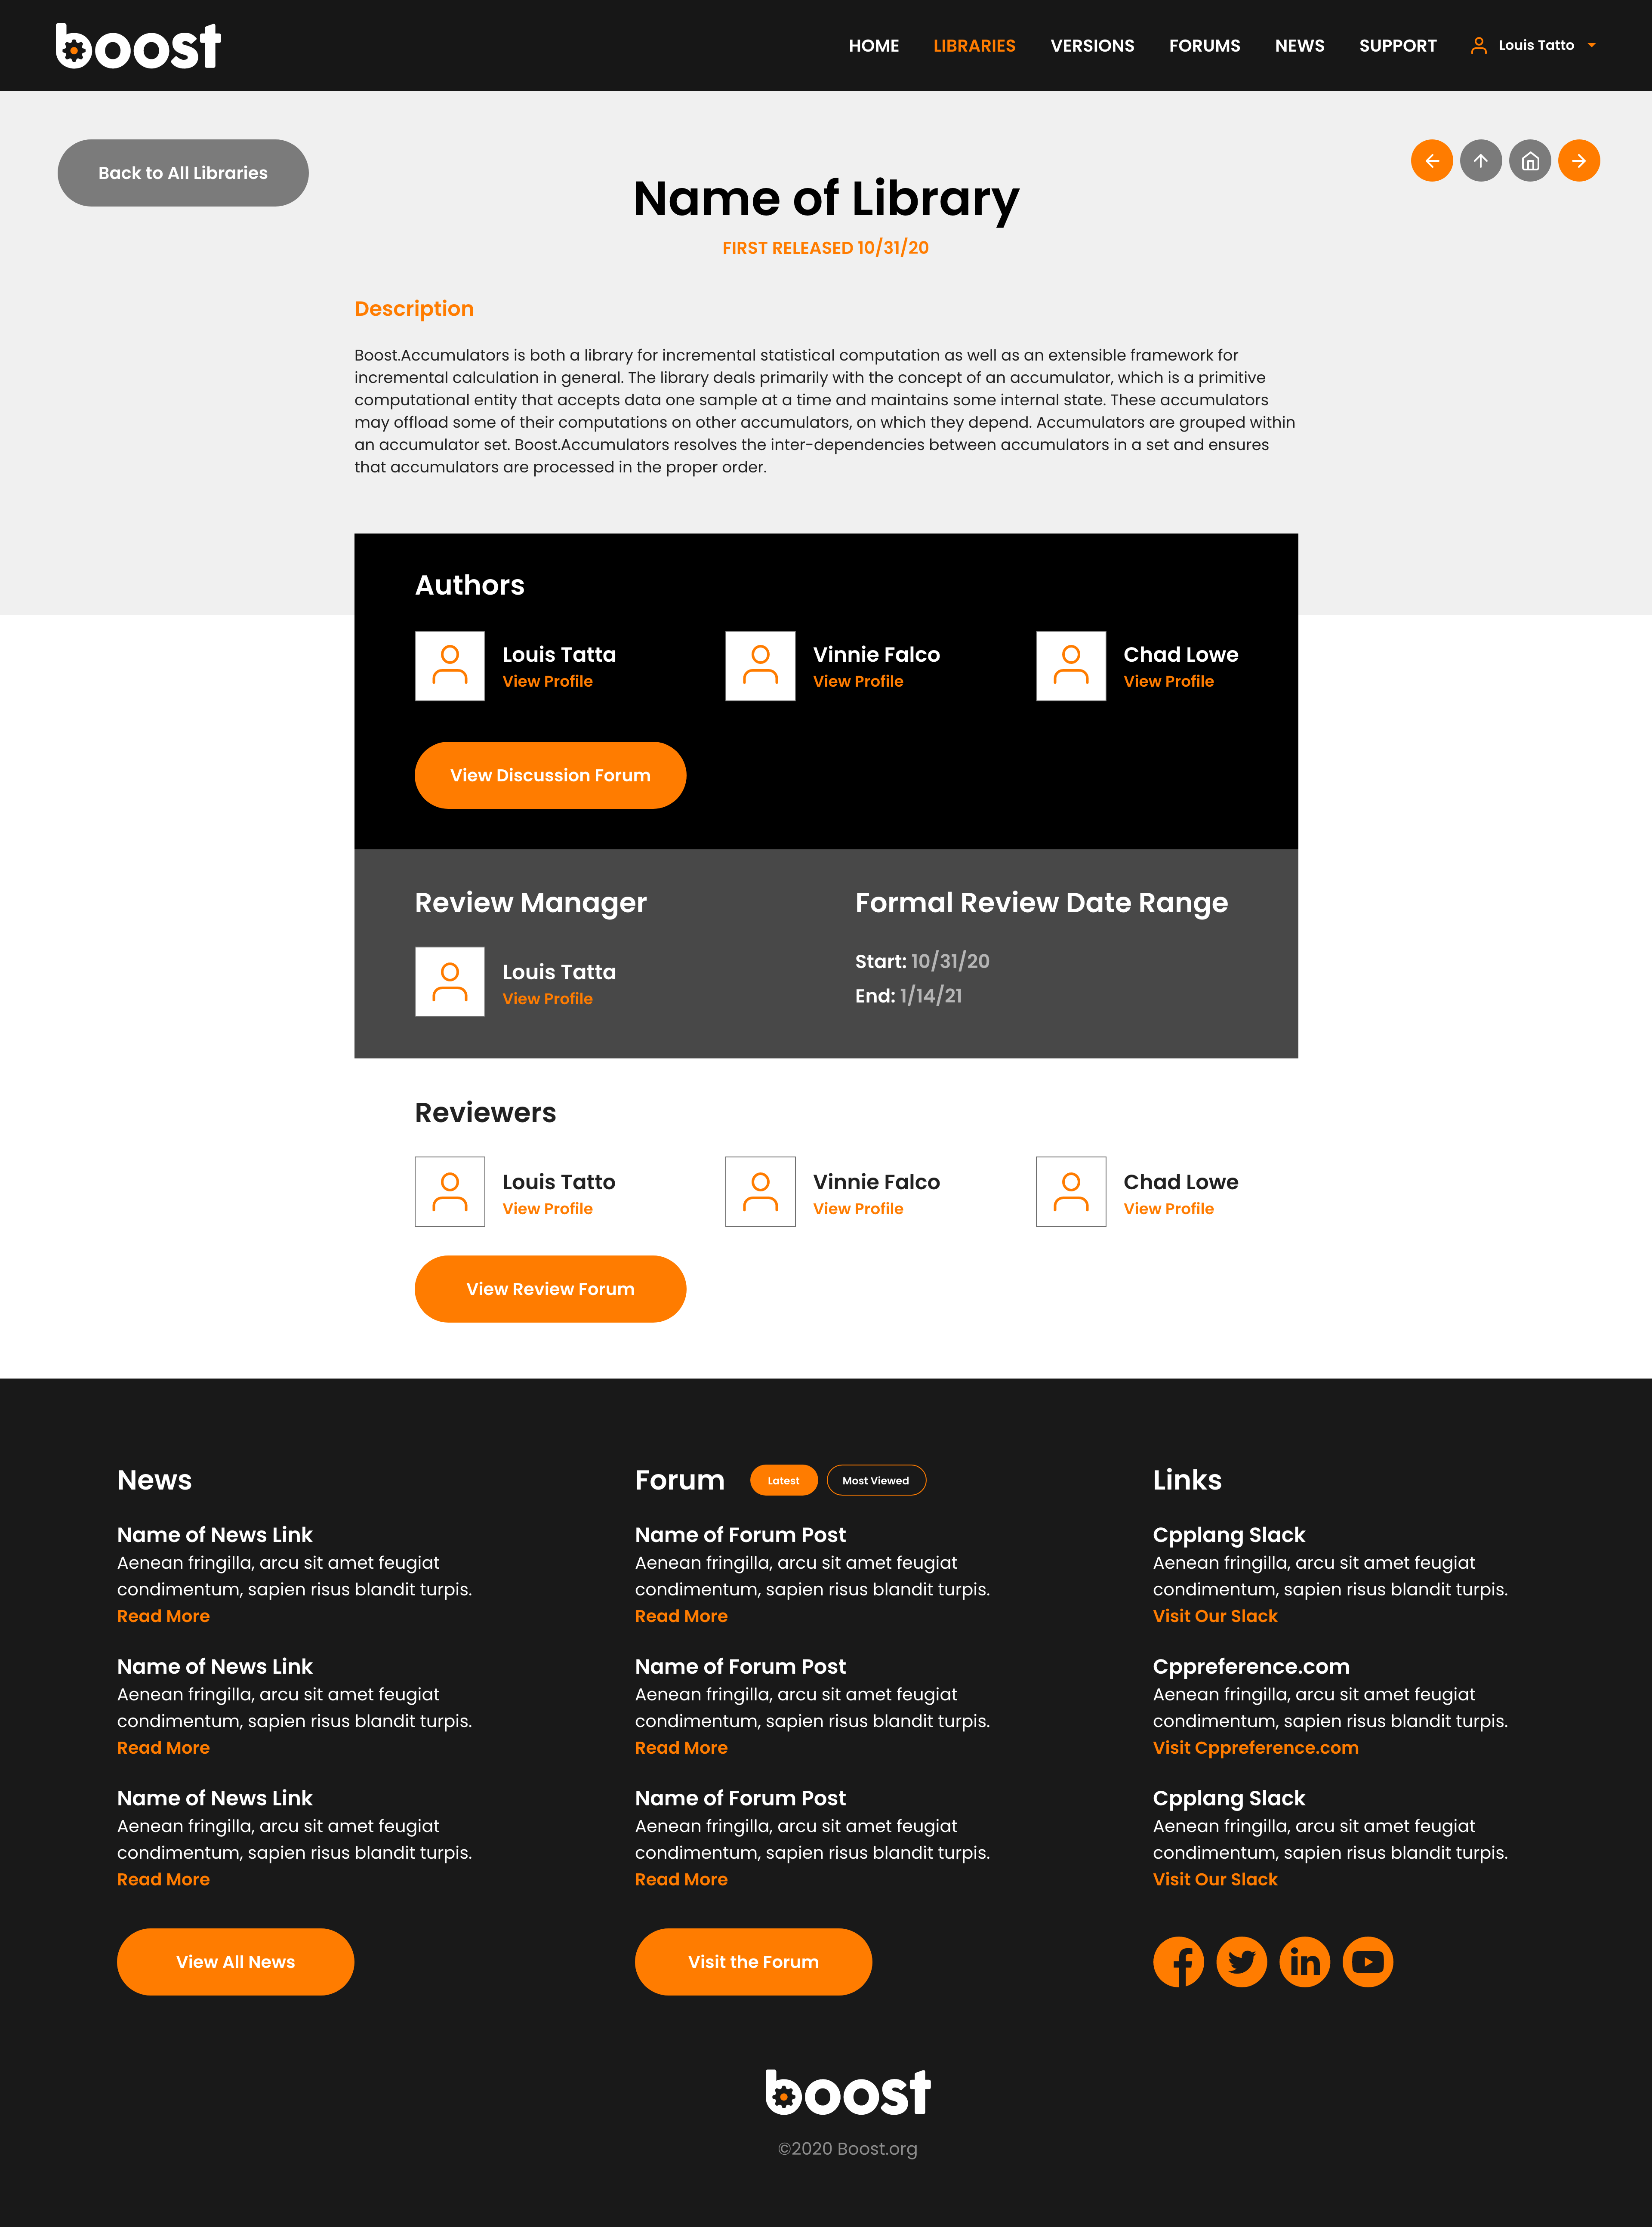 boost
HOME LIBRARIES VERSIONS FORUMS NEWS SUPPORT Louis Tatto
Back to All Libraries
Name of Library
FIRST RELEASED 10/31/20
Description
Boost.Accumulators is both a library for incremental statistical computation as well as an extensible framework for
incremental calculation in general. The library deals primarily with the concept of an accumulator, which is a primitive
computational entity that accepts data one sample at a time and maintains some internal state. These accumulators
may offload some of their computations on other accumulators, on which they depend. Accumulators are grouped within
an accumulator set. Boost.Accumulators resolves the inter-dependencies between accumulators in a set and ensures
that accumulators are processed in the proper order.
Authors
Louis Tatta
View Profile
Vinnie Falco
View Profile
Chad Lowe
View Profile
View Discussion Forum
Review Manager
Louis Tatta
View Profile
Formal Review Date Range
Start: 10/31/20
End: 1/14/21
Reviewers
Louis Tatto
View Profile
Vinnie Falco
View Profile
Chad Lowe
View Profile
View Review Forum
News
Name of News Link
Aenean fringilla, arcu sit amet feugiat
condimentum, sapien risus blandit turpis.
Read More
Name of News Link
Aenean fringilla, arcu sit amet feugiat
condimentum, sapien risus blandit turpis.
Read More
Name of News Link
Aenean fringilla, arcu sit amet feugiat
condimentum, sapien risus blandit turpis.
Read More
View All News
Forum Latest Most Viewed
Name of Forum Post
Aenean fringilla, arcu sit amet feugiat
condimentum, sapien risus blandit turpis.
Read More
Name of Forum Post
Aenean fringilla, arcu sit amet feugiat
condimentum, sapien risus blandit turpis.
Read More
Name of Forum Post
Aenean fringilla, arcu sit amet feugiat
condimentum, sapien risus blandit turpis.
Read More
Visit the Forum
Links
Cpplang Slack
Aenean fringilla, arcu sit amet feugiat
condimentum, sapien risus blandit turpis.
Visit Our Slack
Cppreference.com
Aenean fringilla, arcu sit amet feugiat
condimentum, sapien risus blandit turpis.
Visit Cppreference.com
Cpplang Slack
Aenean fringilla, arcu sit amet feugiat
condimentum, sapien risus blandit turpis.
Visit Our Slack
boost
©2020 Boost.org